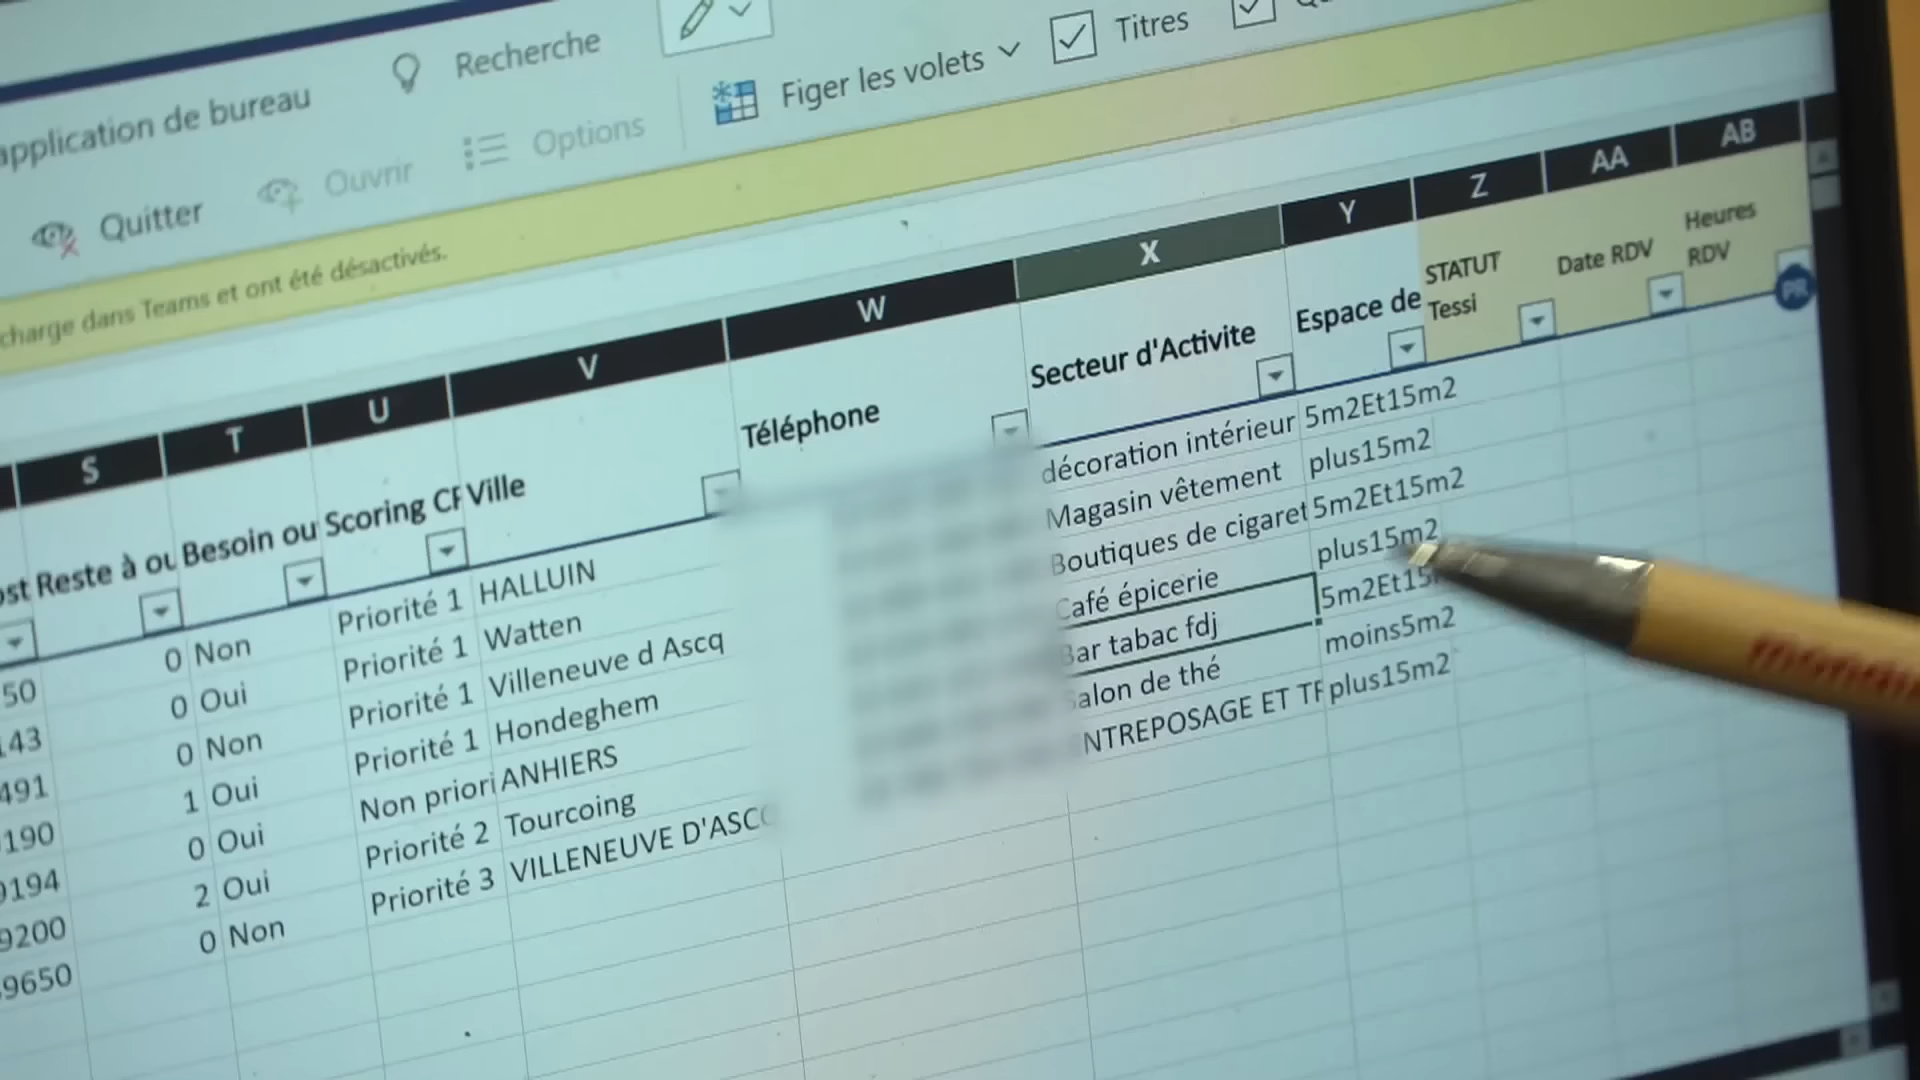 application de bureau
Recherche
Figer les volets
Titres
Quitter
Ouvrir
Options
charge dans Teams et ont été désactivés.
S T U V W X Y Z AA AB
Reste à ou Besoin ou Scoring CF Ville Téléphone Secteur d'Activite Espace de STATUT Tessi Date RDV Heures RDV
0 Non Priorité 1 HALLUIN décoration intérieur 5m2Et15m2
50 0 Oui Priorité 1 Watten Magasin vêtement plus15m2
143 0 Non Priorité 1 Villeneuve d Ascq Boutiques de cigaret 5m2Et15m2
491 1 Oui Priorité 1 Hondeghem Café épicerie plus15m2
190 0 Oui Non priori ANHIERS Bar tabac fdj 5m2Et15
9194 2 Oui Priorité 2 Tourcoing alon de thé moins5m2
9200 0 Non Priorité 3 VILLENEUVE D'ASC NTREPOSAGE ET plus15m2
9650
PR